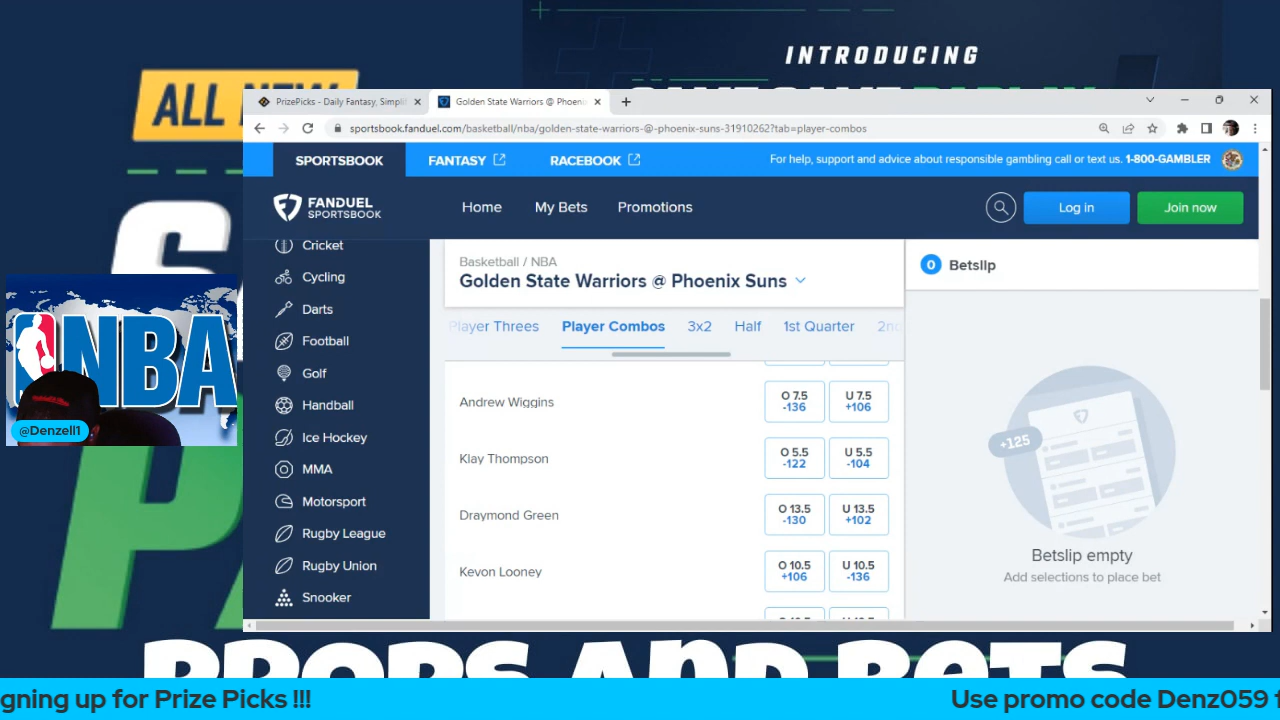 INTRODUCING
ALL NEW
PrizePicks - Daily Fantasy, Simpli
Golden State Warriors @ Phoeni
sportsbook.fanduel.com/basketball/nba/golden-state-warriors-@-phoenix-suns-31910262?tab=player-combos
SPORTSBOOK FANTASY RACEBOOK For help, support and advice about responsible gambling call or text us. 1-800-GAMBLER
FANDUEL
SPORTSBOOK
Home My Bets Promotions Log in Join now
Cricket
Cycling
Darts
Football
Golf
Handball
Ice Hockey
MMA
Motorsport
Rugby League
Rugby Union
Snooker
Basketball / NBA
Golden State Warriors @ Phoenix Suns
Player Threes Player Combos 3x2 Half 1st Quarter 2nd
Andrew Wiggins O 7.5 -136 U 7.5 +106
Klay Thompson O 5.5 -122 U 5.5 -104
Draymond Green O 13.5 -130 U 13.5 +102
Kevon Looney O 10.5 +106 U 10.5 -136
0 Betslip
+125
Betslip empty
Add selections to place bet
NBA
@Denzell1
PROPS AND BETS
gning up for Prize Picks !!! Use promo code Denz059 f